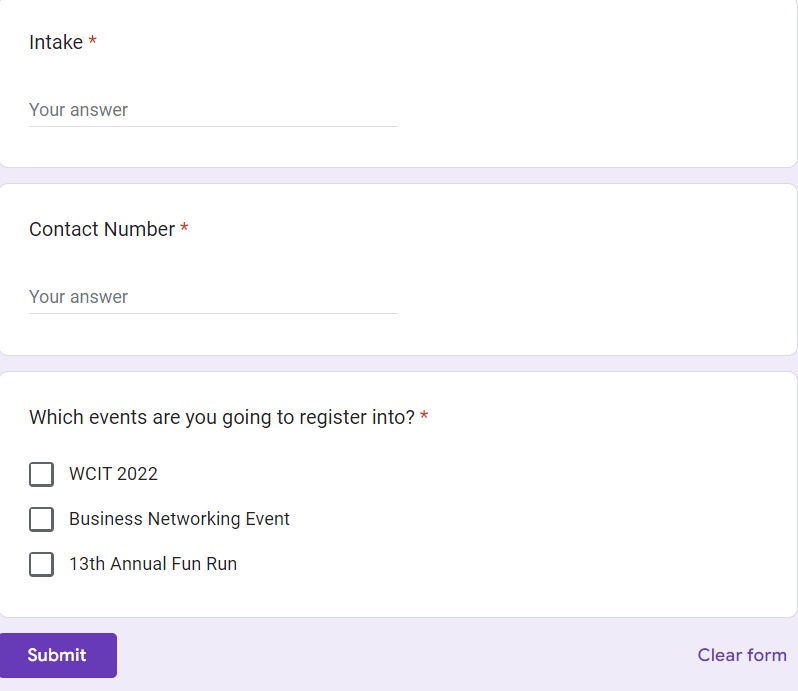 Intake *
Your answer
Contact Number *
Your answer
Which events are you going to register into? *
WCIT 2022
Business Networking Event
13th Annual Fun Run
Submit
Clear form